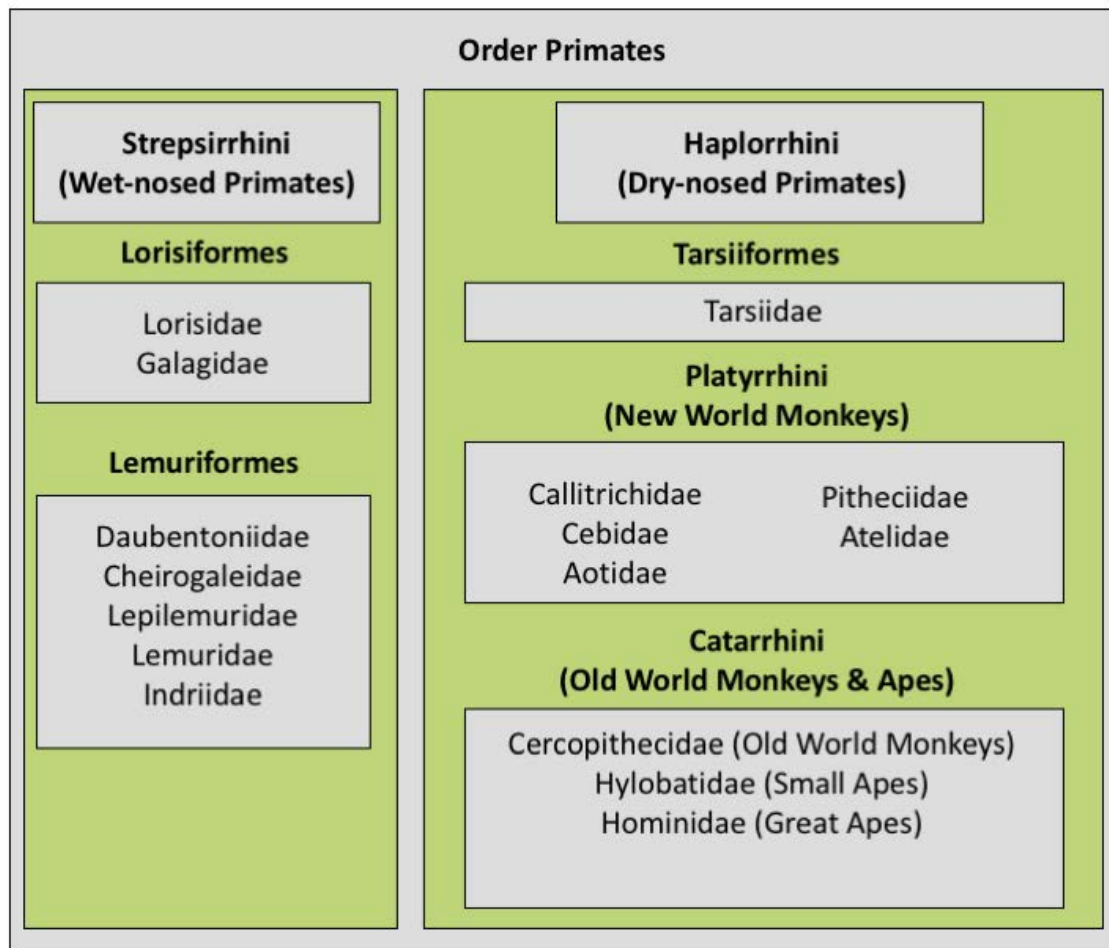 Order Primates
Strepsirrhini
(Wet-nosed Primates)
Lorisiformes
Lorisidae
Galagidae
Lemuriformes
Daubentoniidae
Cheirogaleidae
Lepilemuridae
Lemuridae
Indriidae
Haplorrhini
(Dry-nosed Primates)
Tarsiiformes
Tarsiidae
Platyrrhini
(New World Monkeys)
Callitrichidae
Cebidae
Aotidae
Pitheciidae
Atelidae
Catarrhini
(Old World Monkeys & Apes)
Cercopithecidae (Old World Monkeys)
Hylobatidae (Small Apes)
Hominidae (Great Apes)